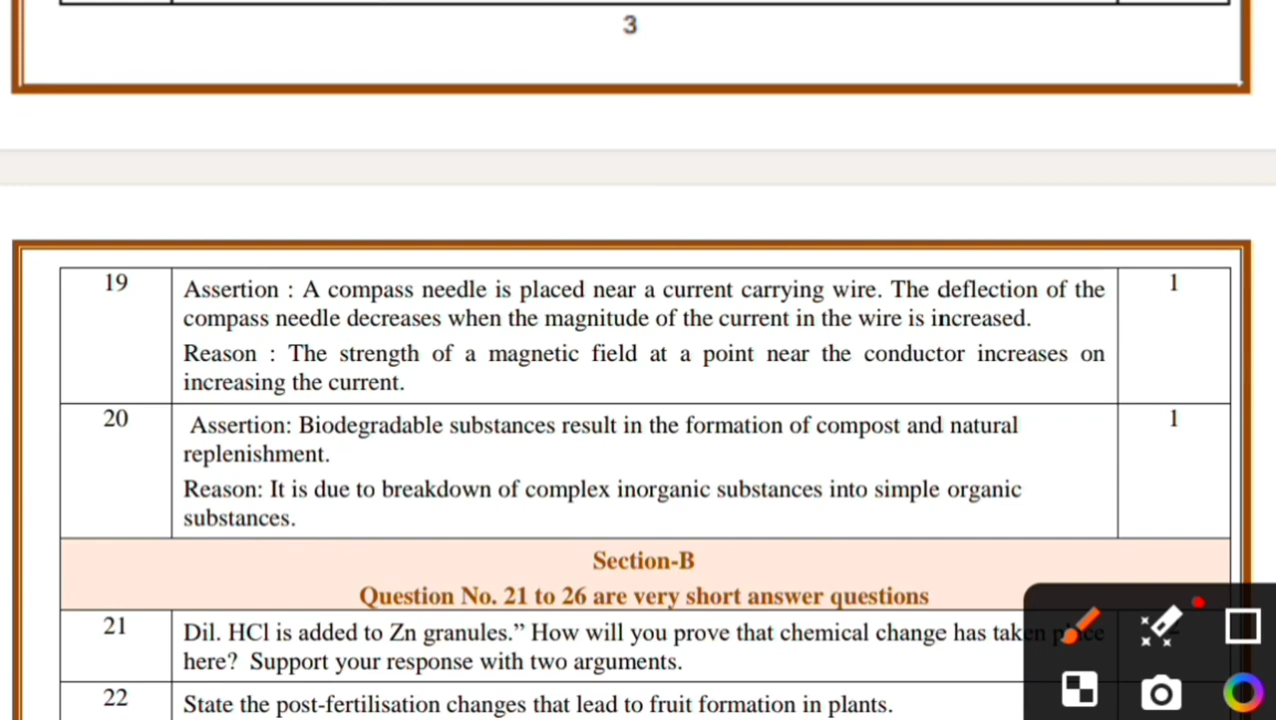 3
19
Assertion : A compass needle is placed near a current carrying wire. The deflection of the
compass needle decreases when the magnitude of the current in the wire is increased.
Reason : The strength of a magnetic field at a point near the conductor increases on
increasing the current.
1
20
Assertion: Biodegradable substances result in the formation of compost and natural
replenishment.
Reason: It is due to breakdown of complex inorganic substances into simple organic
substances.
1
Section-B
Question No. 21 to 26 are very short answer questions
21
Dil. HCl is added to Zn granules.” How will you prove that chemical change has taken place
here? Support your response with two arguments.
22
State the post-fertilisation changes that lead to fruit formation in plants.